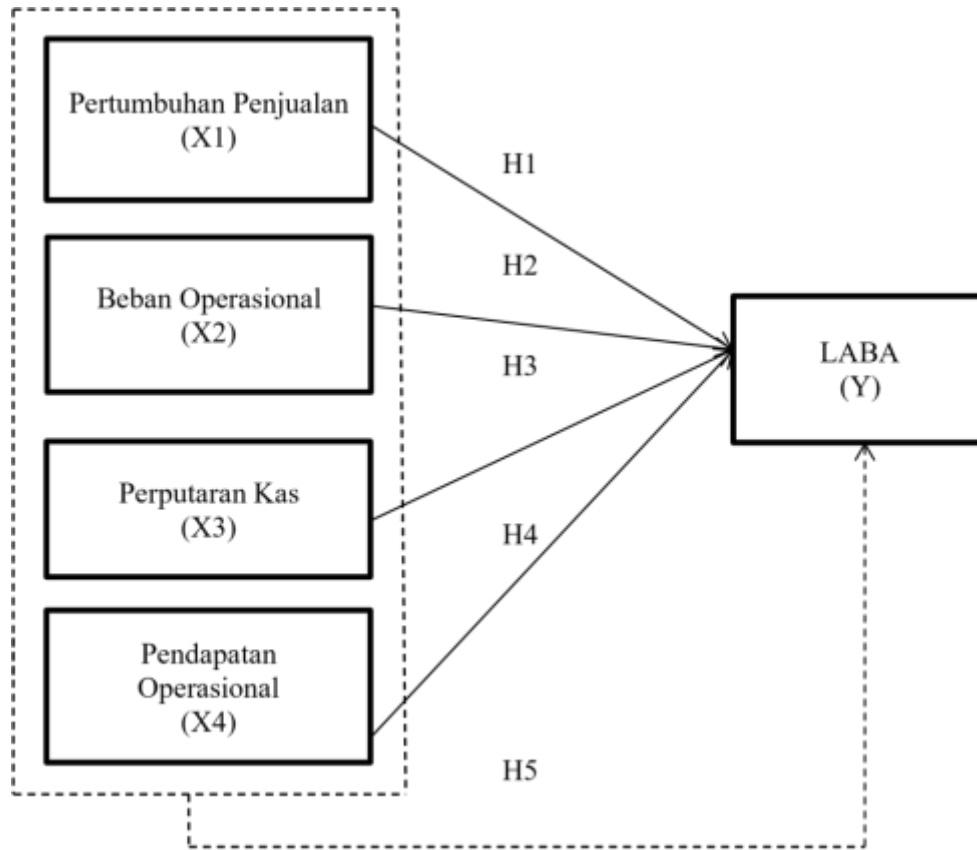 Pertumbuhan Penjualan
(X1)
H1
Beban Operasional
(X2)
H2
H3
LABA
(Y)
Perputaran Kas
(X3)
H4
Pendapatan
Operasional
(X4)
H5